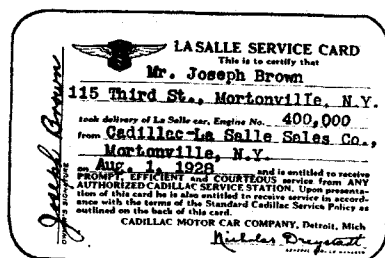 LA SALLE SERVICE CARD
This is to certify that
Mr. Joseph Brown
115 Third St., Mortonville, N.Y.
took delivery of La Salle car, Engine No. 400,000
from Cadillac-La Salle Sales Co.,
Mortonville, N.Y.
on Aug. 1, 1928 and is entitled to receive
PROMPT, EFFICIENT and COURTEOUS service from ANY
AUTHORIZED CADILLAC SERVICE STATION. Upon presenta-
tion of this card he is also entitled to receive service in accord-
ance with the terms of the Standard Cadillac Service Policy as
outlined on the back of this card.
CADILLAC MOTOR CAR COMPANY, Detroit, Mich
Nicholas Dreystadt
Joseph Brown
OWNER'S SIGNATURE